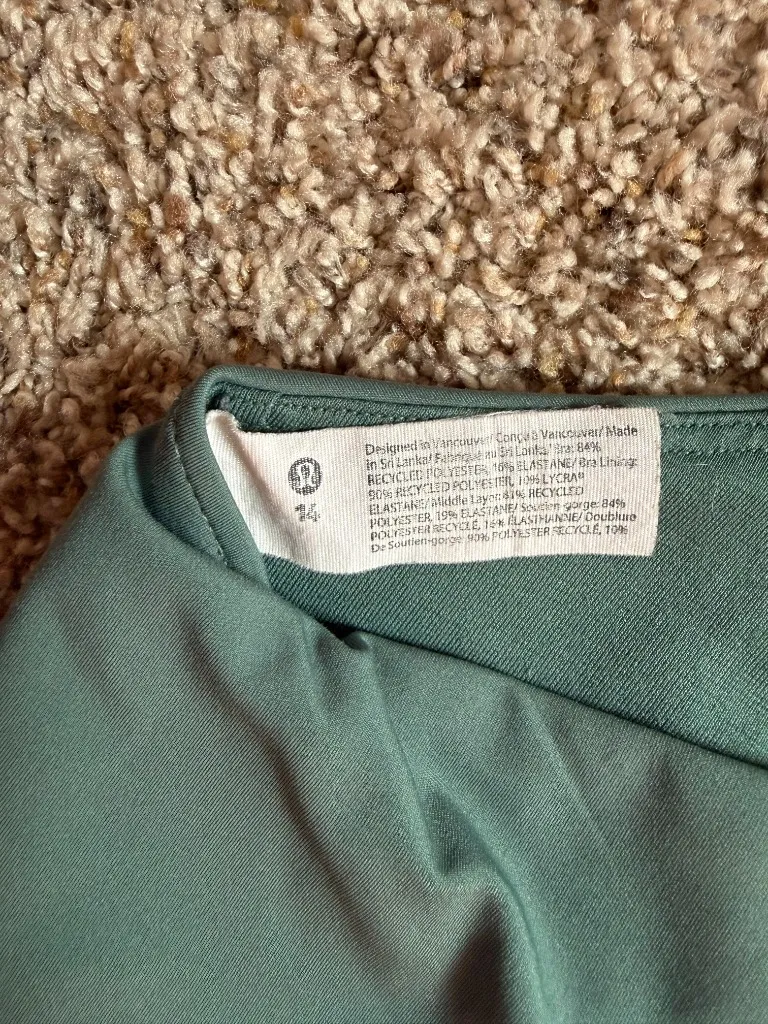 14
Designed in Vancouver/ Conçu à Vancouver/ Made
in Sri Lanka/ Fabriqué au Sri Lanka/ Bra: 84%
RECYCLED POLYESTER, 16% ELASTANE/ Bra Lining:
90% RECYCLED POLYESTER, 10% LYCRA®
ELASTANE/ Middle Layer: 81% RECYCLED
POLYESTER, 19% ELASTANE/ Soutien-gorge: 84%
POLYESTER RECYCLÉ, 16% ÉLASTHANNE/ Doublure
De Soutien-gorge: 90% POLYESTER RECYCLÉ, 10%